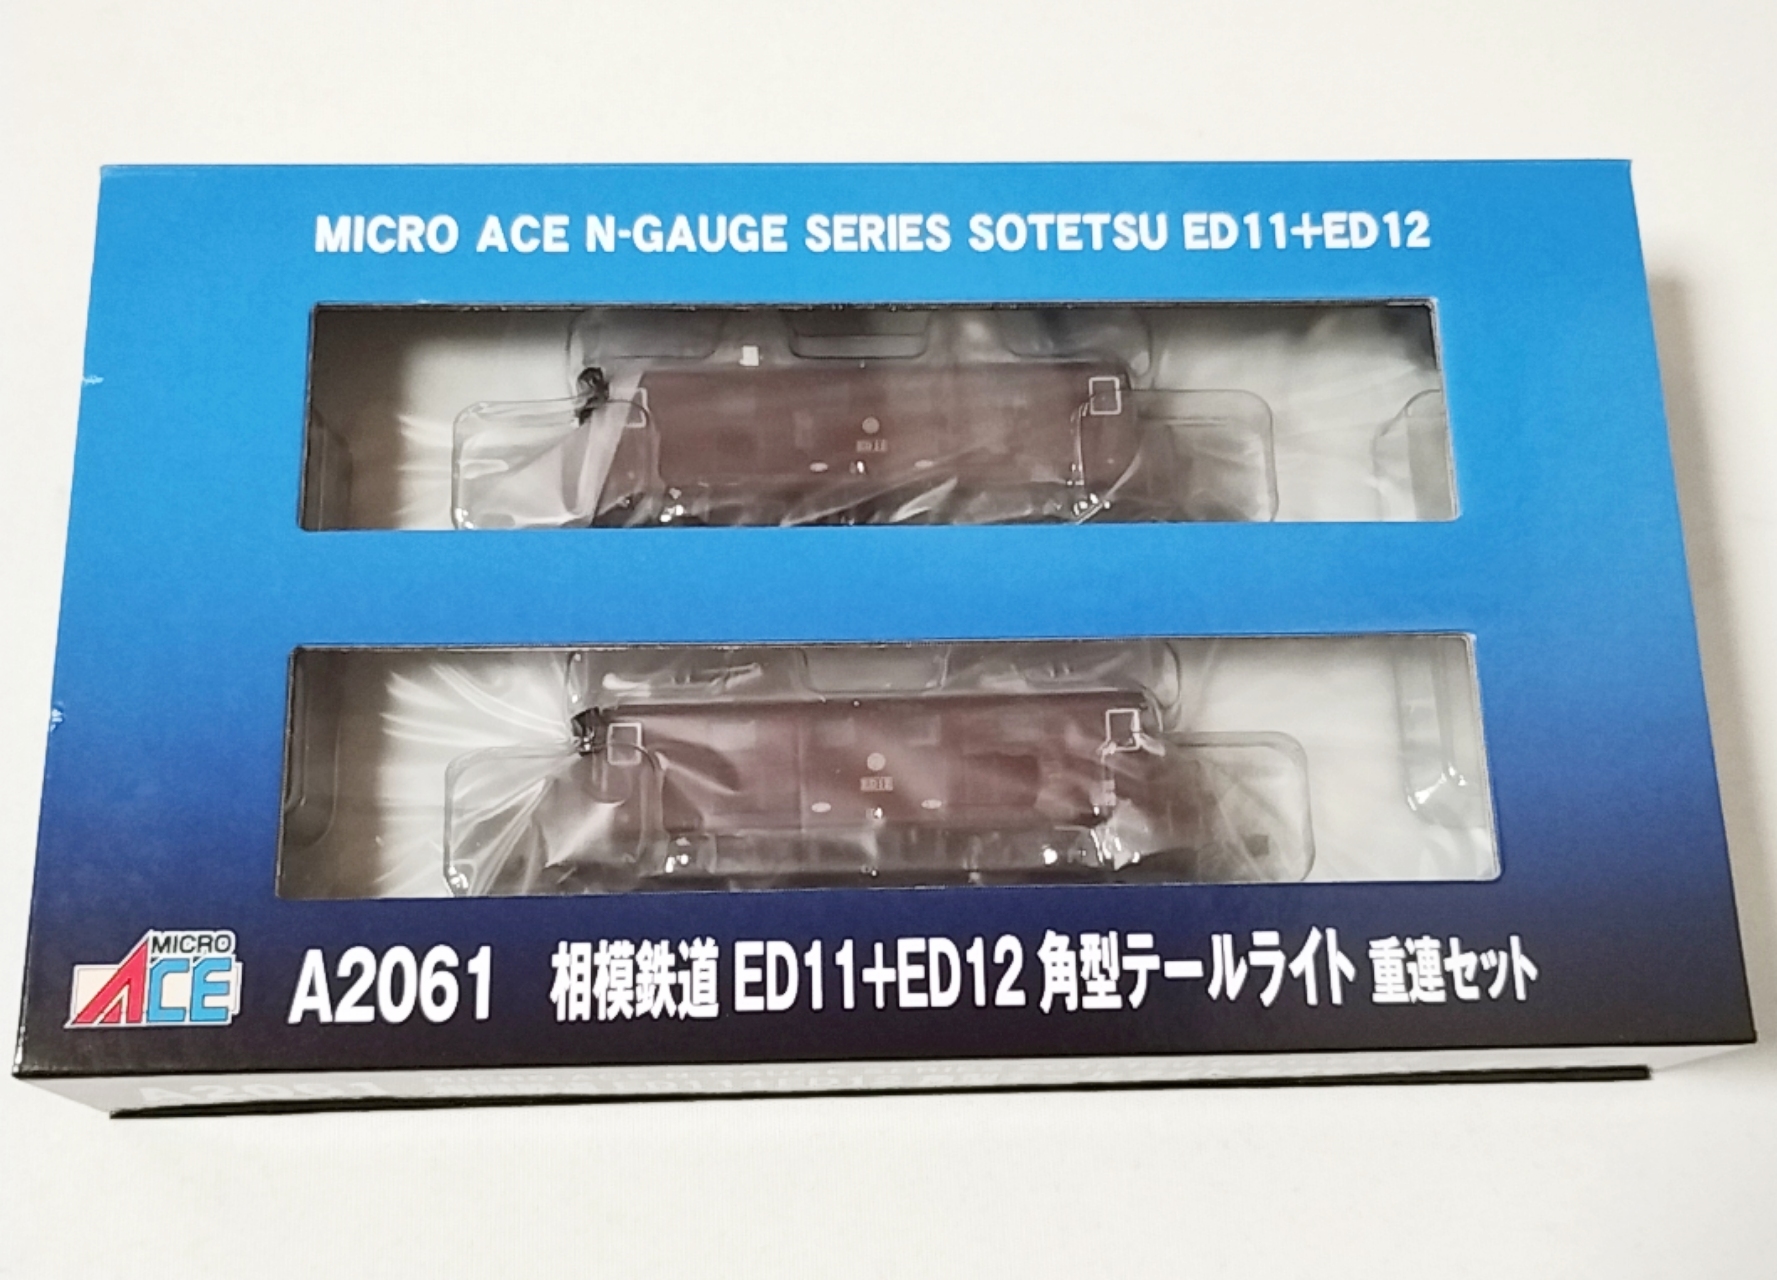 MICRO ACE N-GAUGE SERIES SOTETSU ED11+ED12
MICRO
ACE
A2061 相模鉄道 ED11+ED12 角型テールライト 重連セット
A2061